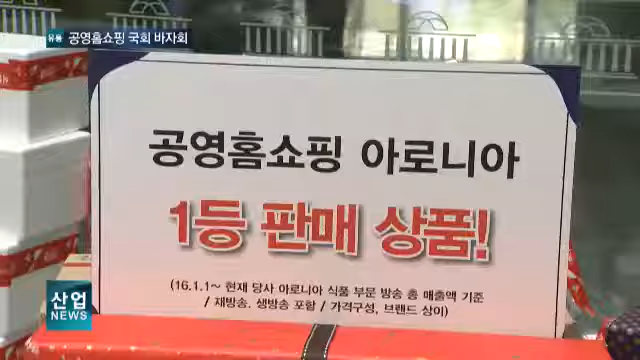 유통 공영홈쇼핑 국회 바자회
공영홈쇼핑 아로니아
1등 판매 상품!
(16.1.1~ 현재 당사 아로니아 식품 부문 방송 총 매출액 기준
/ 재방송. 생방송 포함 / 가격구성, 브랜드 상이)
산업
NEWS